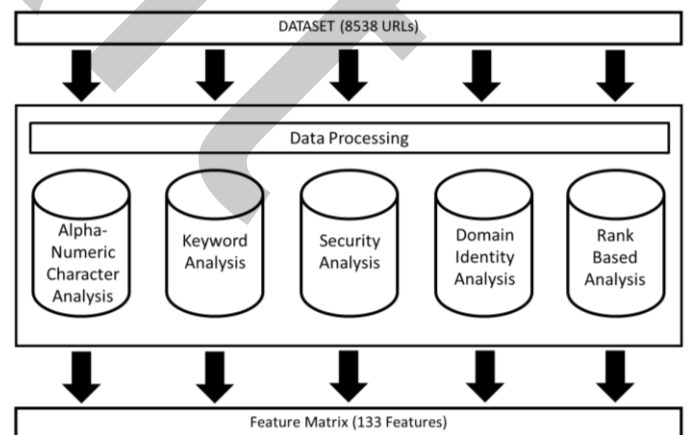 DATASET (8538 URLs)
Data Processing
Alpha-
Numeric
Character
Analysis
Keyword
Analysis
Security
Analysis
Domain
Identity
Analysis
Rank
Based
Analysis
Feature Matrix (133 Features)